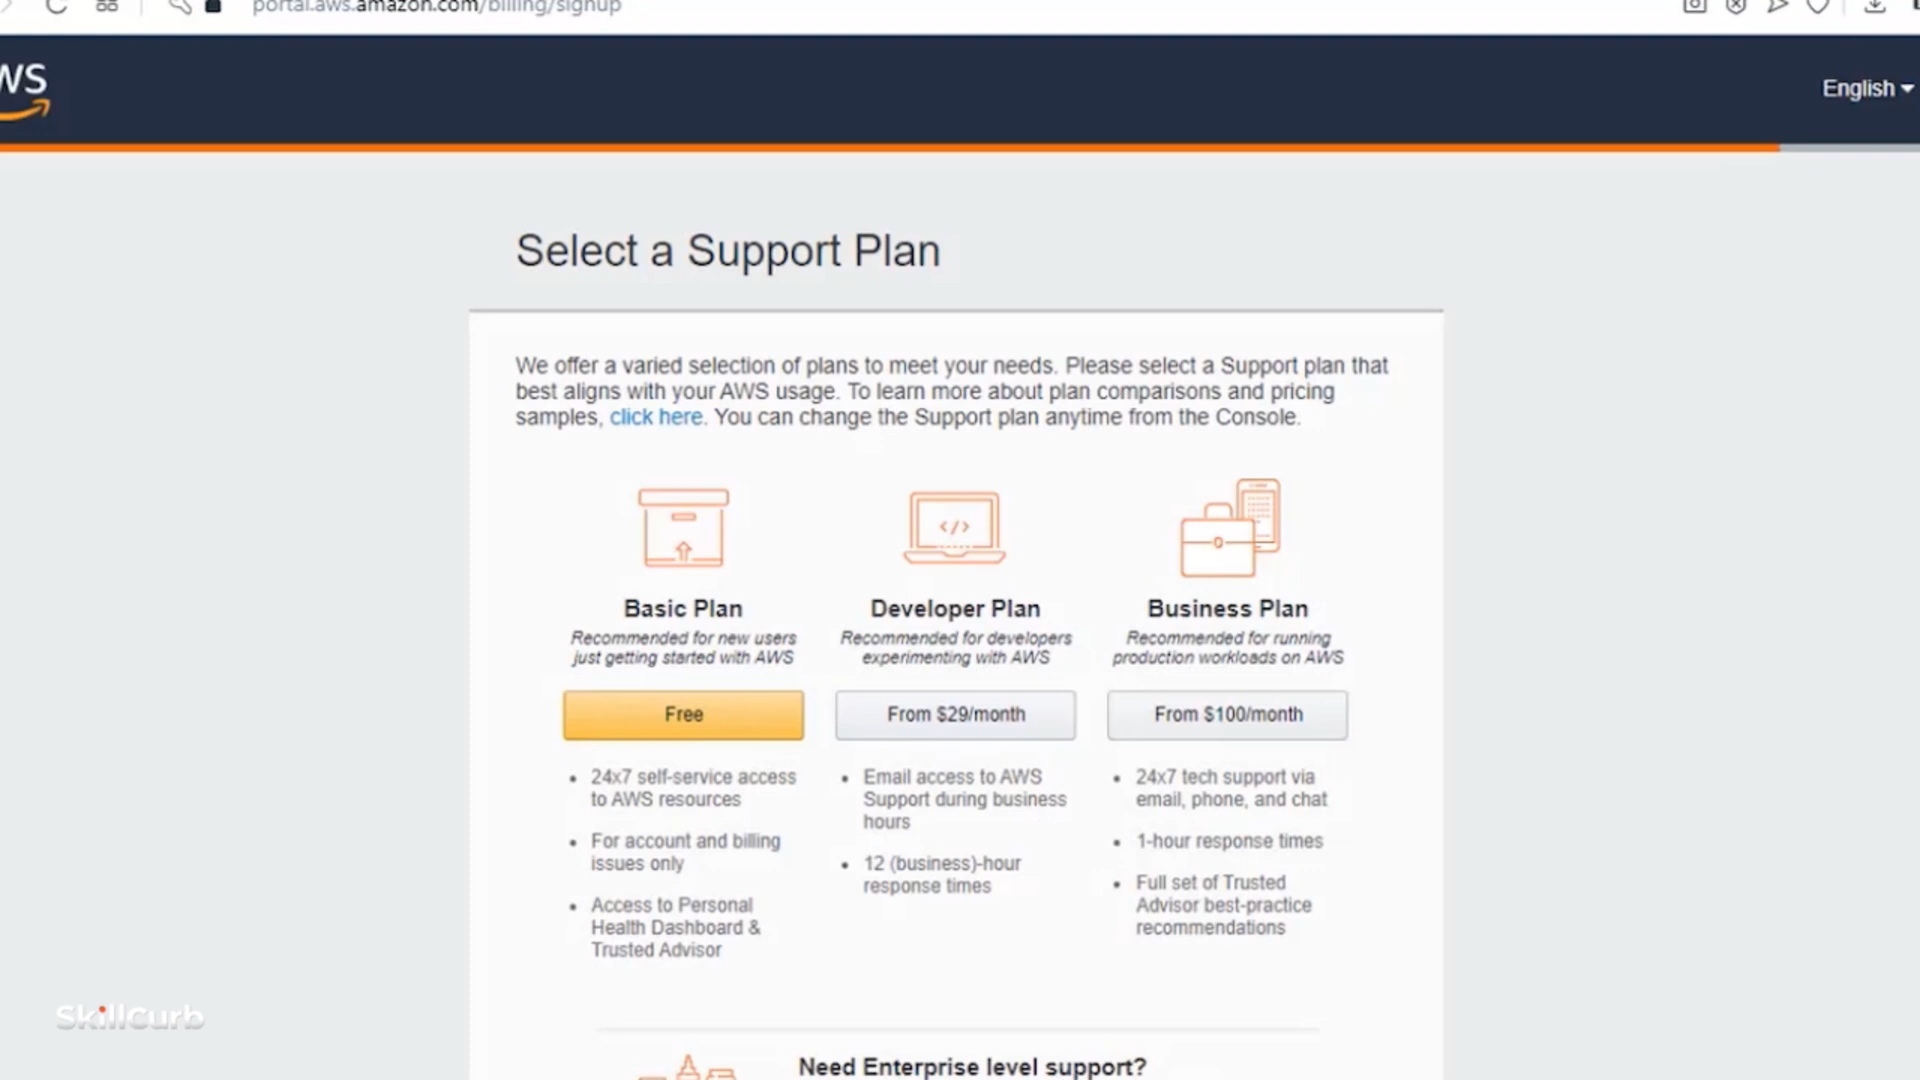 portal.aws.amazon.com/billing/signup
English
Select a Support Plan
We offer a varied selection of plans to meet your needs. Please select a Support plan that
best aligns with your AWS usage. To learn more about plan comparisons and pricing
samples, click here. You can change the Support plan anytime from the Console.
</>
Basic Plan
Recommended for new users
just getting started with AWS
Free
• 24x7 self-service access
to AWS resources
• For account and billing
issues only
• Access to Personal
Health Dashboard &
Trusted Advisor
Developer Plan
Recommended for developers
experimenting with AWS
From $29/month
• Email access to AWS
Support during business
hours
• 12 (business)-hour
response times
Business Plan
Recommended for running
production workloads on AWS
From $100/month
• 24x7 tech support via
email, phone, and chat
• 1-hour response times
• Full set of Trusted
Advisor best-practice
recommendations
Need Enterprise level support?
SkillCurb